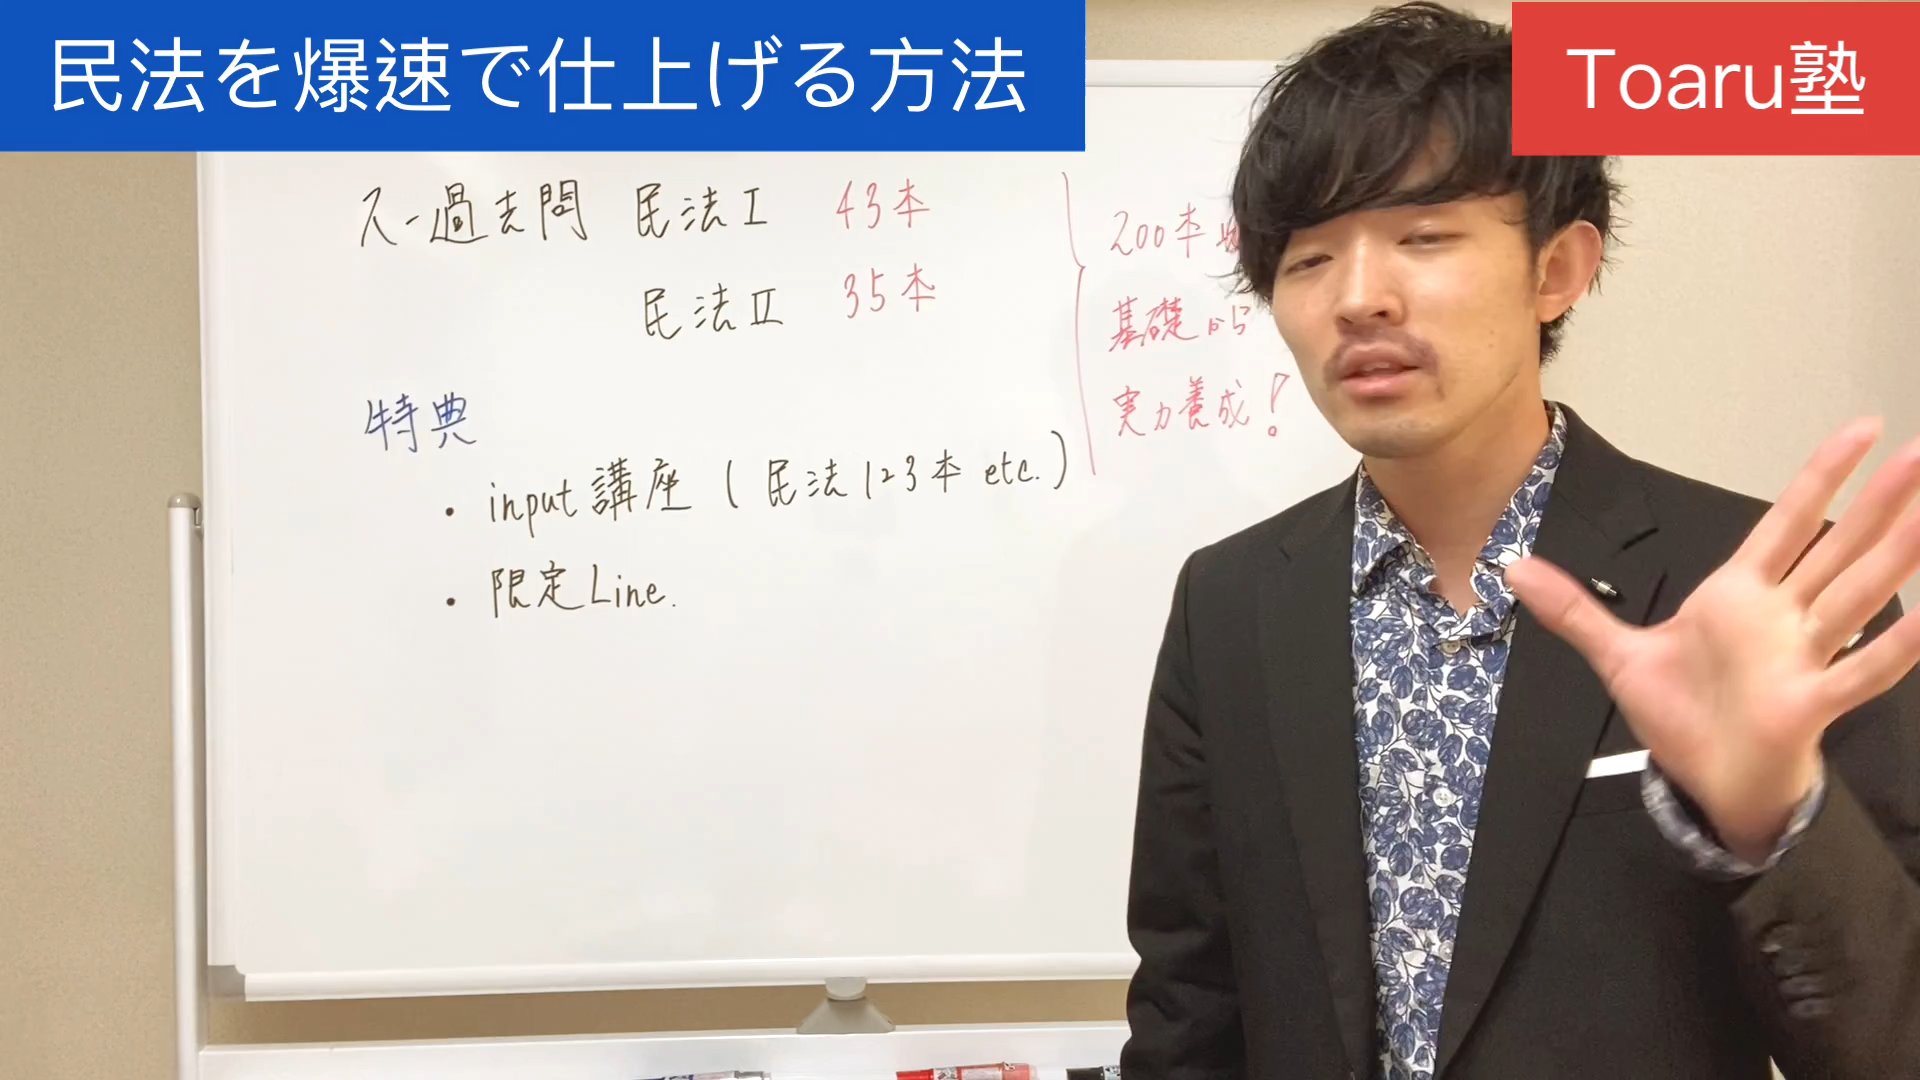 民法を爆速で仕上げる方法
Toaru塾
スー過去問 民法Ⅰ 43本
民法Ⅱ 35本
200本
基礎から
実力養成!
特典
・input講座(民法123本 etc.)
・限定Line.